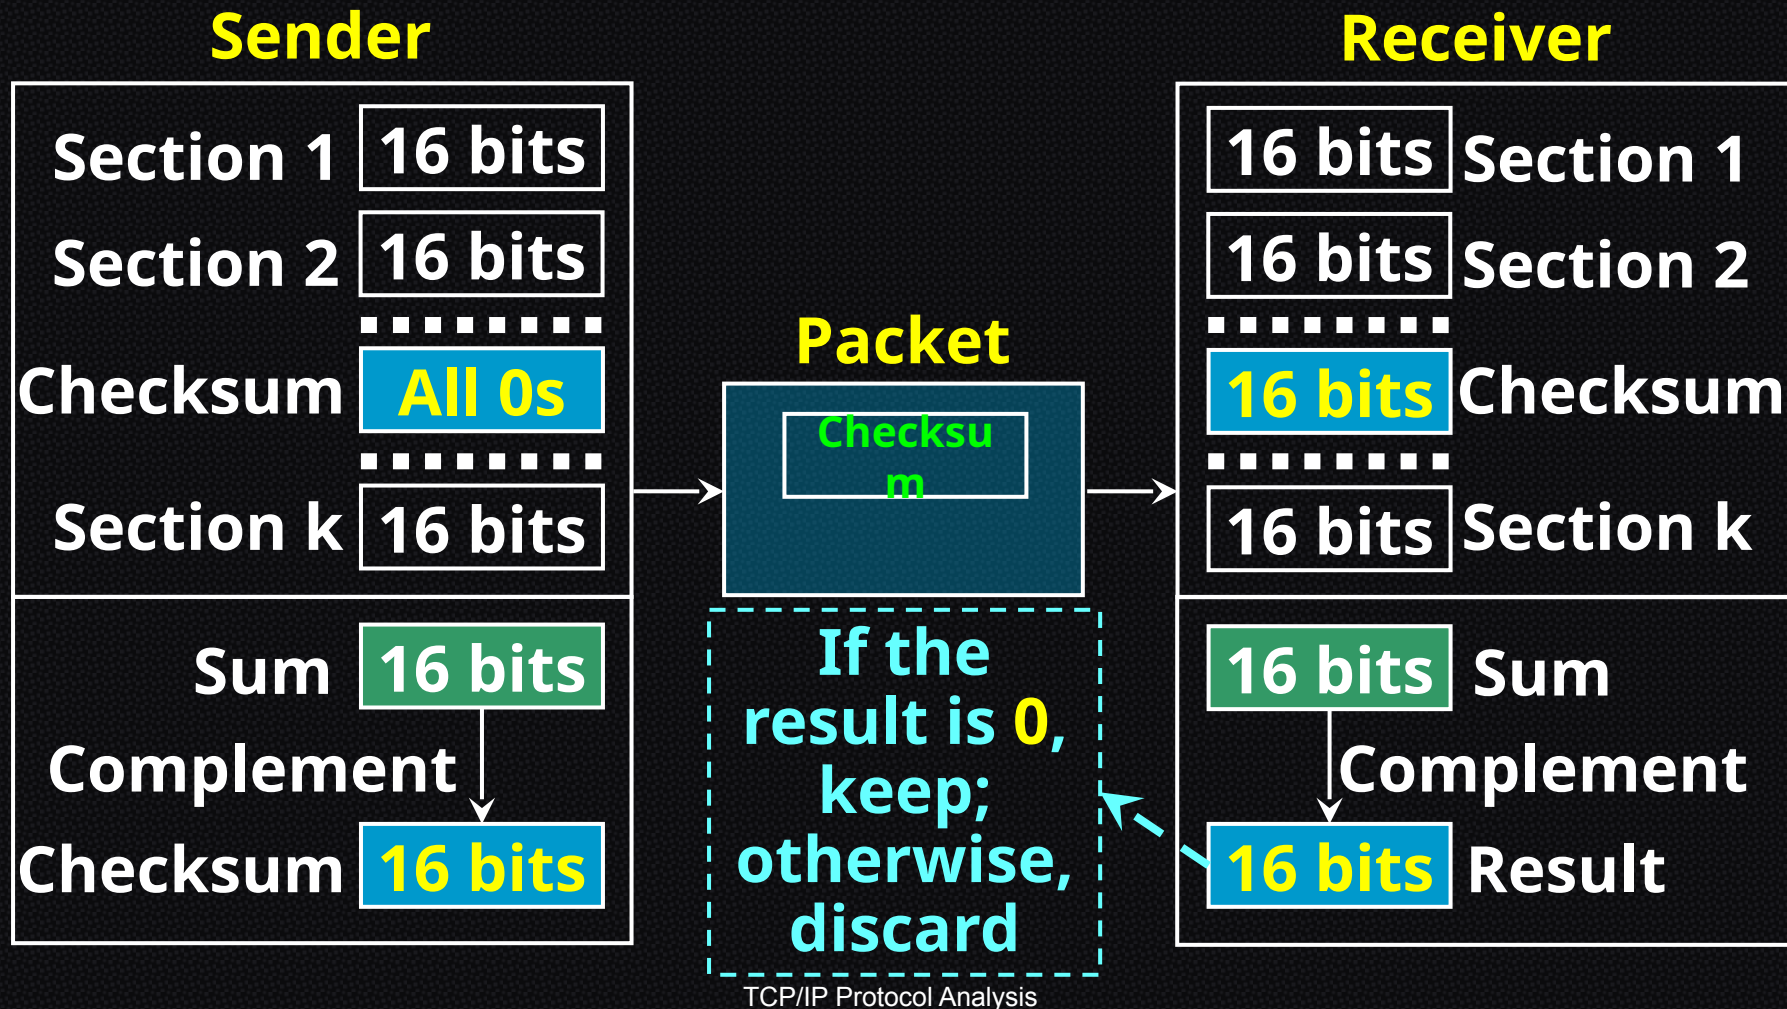 Sender
Section 1 16 bits
Section 2 16 bits
Checksum All 0s
Section k 16 bits
Sum 16 bits
Complement
Checksum 16 bits
Packet
Checksu
m
If the
result is 0,
keep;
otherwise,
discard
Receiver
16 bits Section 1
16 bits Section 2
16 bits Checksum
16 bits Section k
16 bits Sum
Complement
16 bits Result
TCP/IP Protocol Analysis